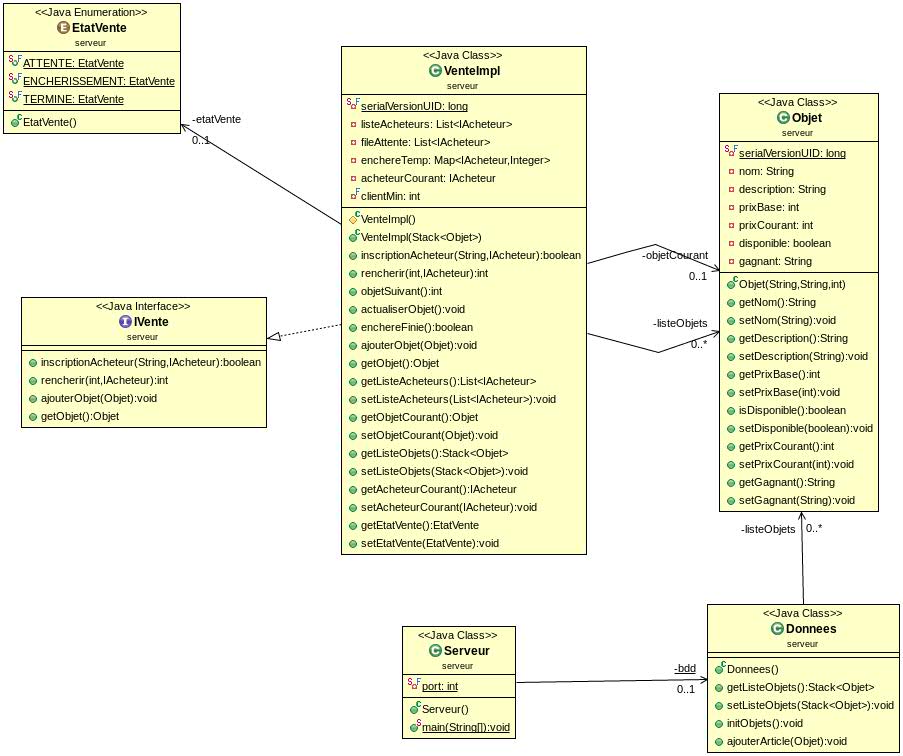 <<Java Enumeration>>
E EtatVente
serveur
S F ATTENTE: EtatVente
S F ENCHERISSEMENT: EtatVente
S F TERMINE: EtatVente
C EtatVente()
-etatVente
0..1
<<Java Class>>
C VenteImpl
serveur
S F serialVersionUID: long
listeAcheteurs: List<IAcheteur>
fileAttente: List<IAcheteur>
enchereTemp: Map<IAcheteur,Integer>
acheteurCourant: IAcheteur
F clientMin: int
C VenteImpl()
C VenteImpl(Stack<Objet>)
inscriptionAcheteur(String,IAcheteur):boolean
rencherir(int,IAcheteur):int
objetSuivant():int
actualiserObjet():void
enchereFinie():boolean
ajouterObjet(Objet):void
getObjet():Objet
getListeAcheteurs():List<IAcheteur>
setListeAcheteurs(List<IAcheteur>):void
getObjetCourant():Objet
setObjetCourant(Objet):void
getListeObjets():Stack<Objet>
setListeObjets(Stack<Objet>):void
getAcheteurCourant():IAcheteur
setAcheteurCourant(IAcheteur):void
getEtatVente():EtatVente
setEtatVente(EtatVente):void
<<Java Interface>>
I IVente
serveur
inscriptionAcheteur(String,IAcheteur):boolean
rencherir(int,IAcheteur):int
ajouterObjet(Objet):void
getObjet():Objet
-objetCourant
0..1
-listeObjets
0..*
<<Java Class>>
C Objet
serveur
S F serialVersionUID: long
nom: String
description: String
prixBase: int
prixCourant: int
disponible: boolean
gagnant: String
C Objet(String,String,int)
getNom():String
setNom(String):void
getDescription():String
setDescription(String):void
getPrixBase():int
setPrixBase(int):void
isDisponible():boolean
setDisponible(boolean):void
getPrixCourant():int
setPrixCourant(int):void
getGagnant():String
setGagnant(String):void
-listeObjets 0..*
<<Java Class>>
C Serveur
serveur
S F port: int
C Serveur()
S main(String[]):void
-bdd
0..1
<<Java Class>>
C Donnees
serveur
C Donnees()
getListeObjets():Stack<Objet>
setListeObjets(Stack<Objet>):void
initObjets():void
ajouterArticle(Objet):void